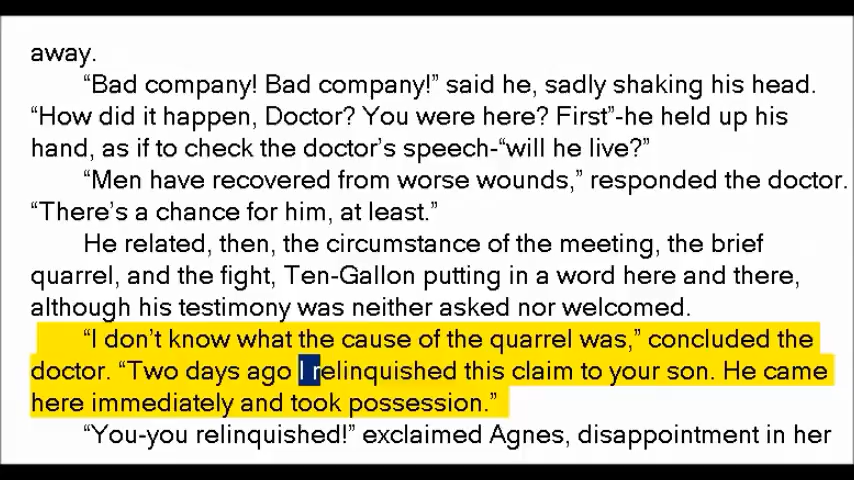 away.
“Bad company! Bad company!” said he, sadly shaking his head.
“How did it happen, Doctor? You were here? First”-he held up his
hand, as if to check the doctor’s speech-“will he live?”
“Men have recovered from worse wounds,” responded the doctor.
“There’s a chance for him, at least.”
He related, then, the circumstance of the meeting, the brief
quarrel, and the fight, Ten-Gallon putting in a word here and there,
although his testimony was neither asked nor welcomed.
“I don’t know what the cause of the quarrel was,” concluded the
doctor. “Two days ago I relinquished this claim to your son. He came
here immediately and took possession.”
“You-you relinquished!” exclaimed Agnes, disappointment in her